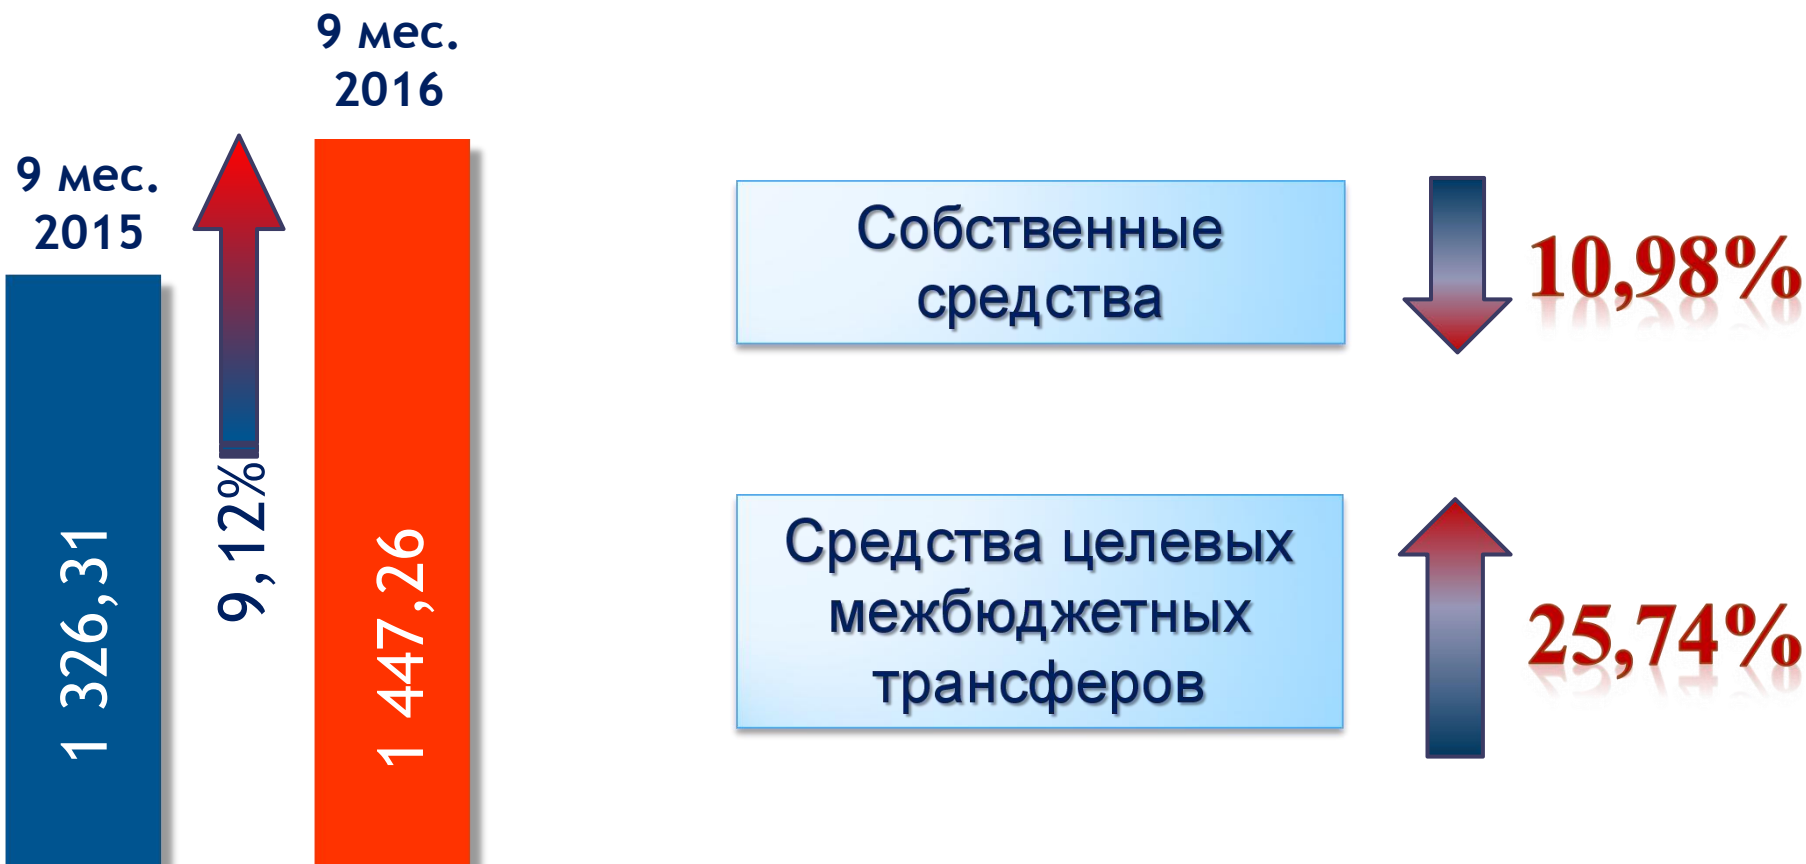 9 мес.
2015
1 326,31
9,12%
9 мес.
2016
1 447,26
Собственные
средства
10,98%
Средства целевых
межбюджетных
трансферов
25,74%